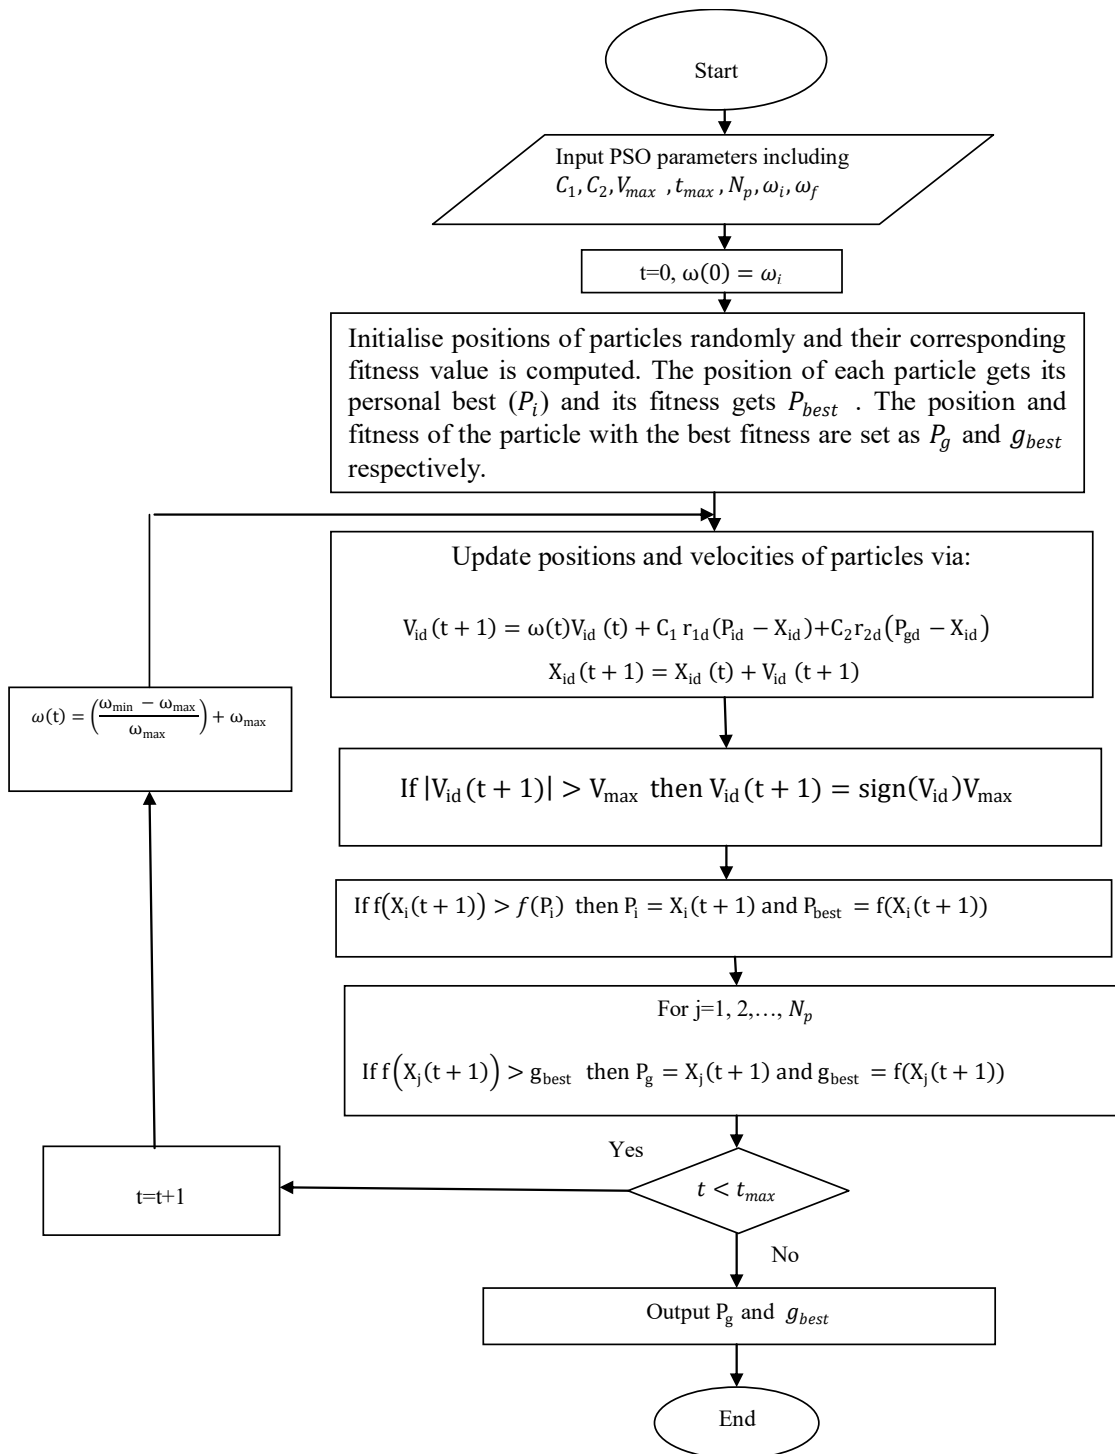 Start
Input PSO parameters including
C₁, C₂, V_max , t_max , N_p, ω_i, ω_f
t=0, ω(0) = ω_i
Initialise positions of particles randomly and their corresponding
fitness value is computed. The position of each particle gets its
personal best (P_i) and its fitness gets P_best . The position and
fitness of the particle with the best fitness are set as P_g and g_best
respectively.
Update positions and velocities of particles via:
V_id (t + 1) = ω(t)V_id (t) + C₁ r_1d(P_id − X_id)+C₂r_2d(P_gd − X_id)
X_id (t + 1) = X_id (t) + V_id (t + 1)
ω(t) = ((ω_min − ω_max)/ω_max) + ω_max
If |V_id (t + 1)| > V_max then V_id (t + 1) = sign(V_id)V_max
If f(X_i(t + 1)) > f(P_i) then P_i = X_i(t + 1) and P_best = f(X_i(t + 1))
For j=1, 2,…, N_p
If f(X_j(t + 1)) > g_best then P_g = X_j(t + 1) and g_best = f(X_j(t + 1))
Yes
t < t_max
t=t+1
No
Output P_g and g_best
End